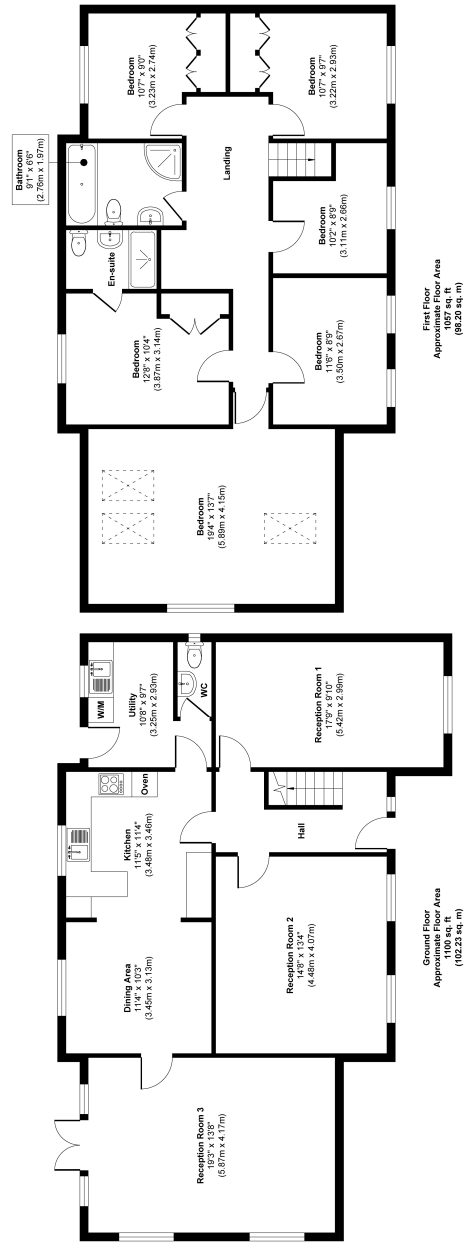 Reception Room 3
19'3" x 13'8"
(5.87m x 4.17m)
Dining Area
11'4" x 10'3"
(3.45m x 3.13m)
Kitchen
11'5" x 11'4"
(3.48m x 3.46m)
Oven
W/M
Utility
10'8" x 9'7"
(3.25m x 2.93m)
WC
Reception Room 2
14'8" x 13'4"
(4.48m x 4.07m)
Hall
Reception Room 1
17'9" x 9'10"
(5.42m x 2.99m)
Ground Floor
Approximate Floor Area
1100 sq. ft
(102.23 sq. m)
Bedroom
19'4" x 13'7"
(5.89m x 4.15m)
Bedroom
12'8" x 10'4"
(3.87m x 3.14m)
En-suite
Bathroom
9'1" x 6'6"
(2.76m x 1.97m)
Bedroom
10'7" x 9'0"
(3.23m x 2.74m)
Landing
Bedroom
11'6" x 8'9"
(3.50m x 2.67m)
Bedroom
10'2" x 8'9"
(3.11m x 2.66m)
Bedroom
10'7" x 9'7"
(3.22m x 2.93m)
First Floor
Approximate Floor Area
1057 sq. ft
(98.20 sq. m)